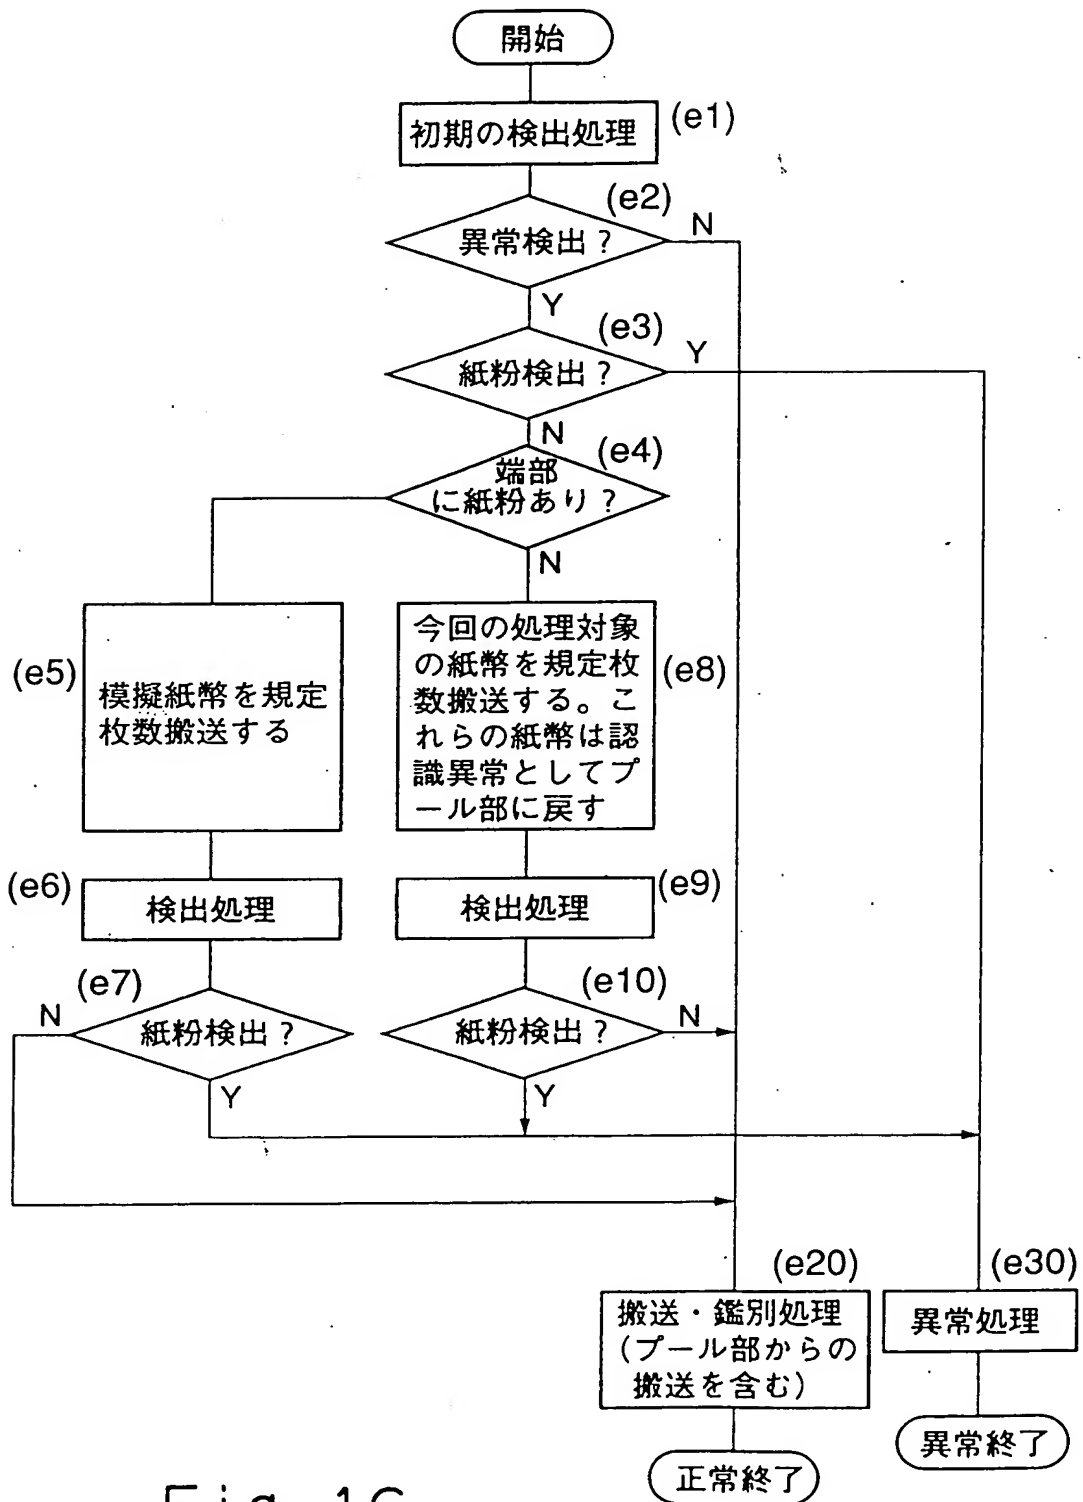 開始
初期の検出処理
(e1)
(e2)
異常検出?
N
Y
(e3)
紙粉検出?
Y
N
(e4)
端部
に紙粉あり?
N
(e5)
模擬紙幣を規定
枚数搬送する
今回の処理対象
の紙幣を規定枚
数搬送する。こ
れらの紙幣は認
識異常としてプ
ール部に戻す
(e8)
(e6)
検出処理
検出処理
(e9)
(e7)
N
紙粉検出?
Y
(e10)
紙粉検出?
N
Y
(e20)
搬送・鑑別処理
(プール部からの
搬送を含む)
正常終了
(e30)
異常処理
異常終了